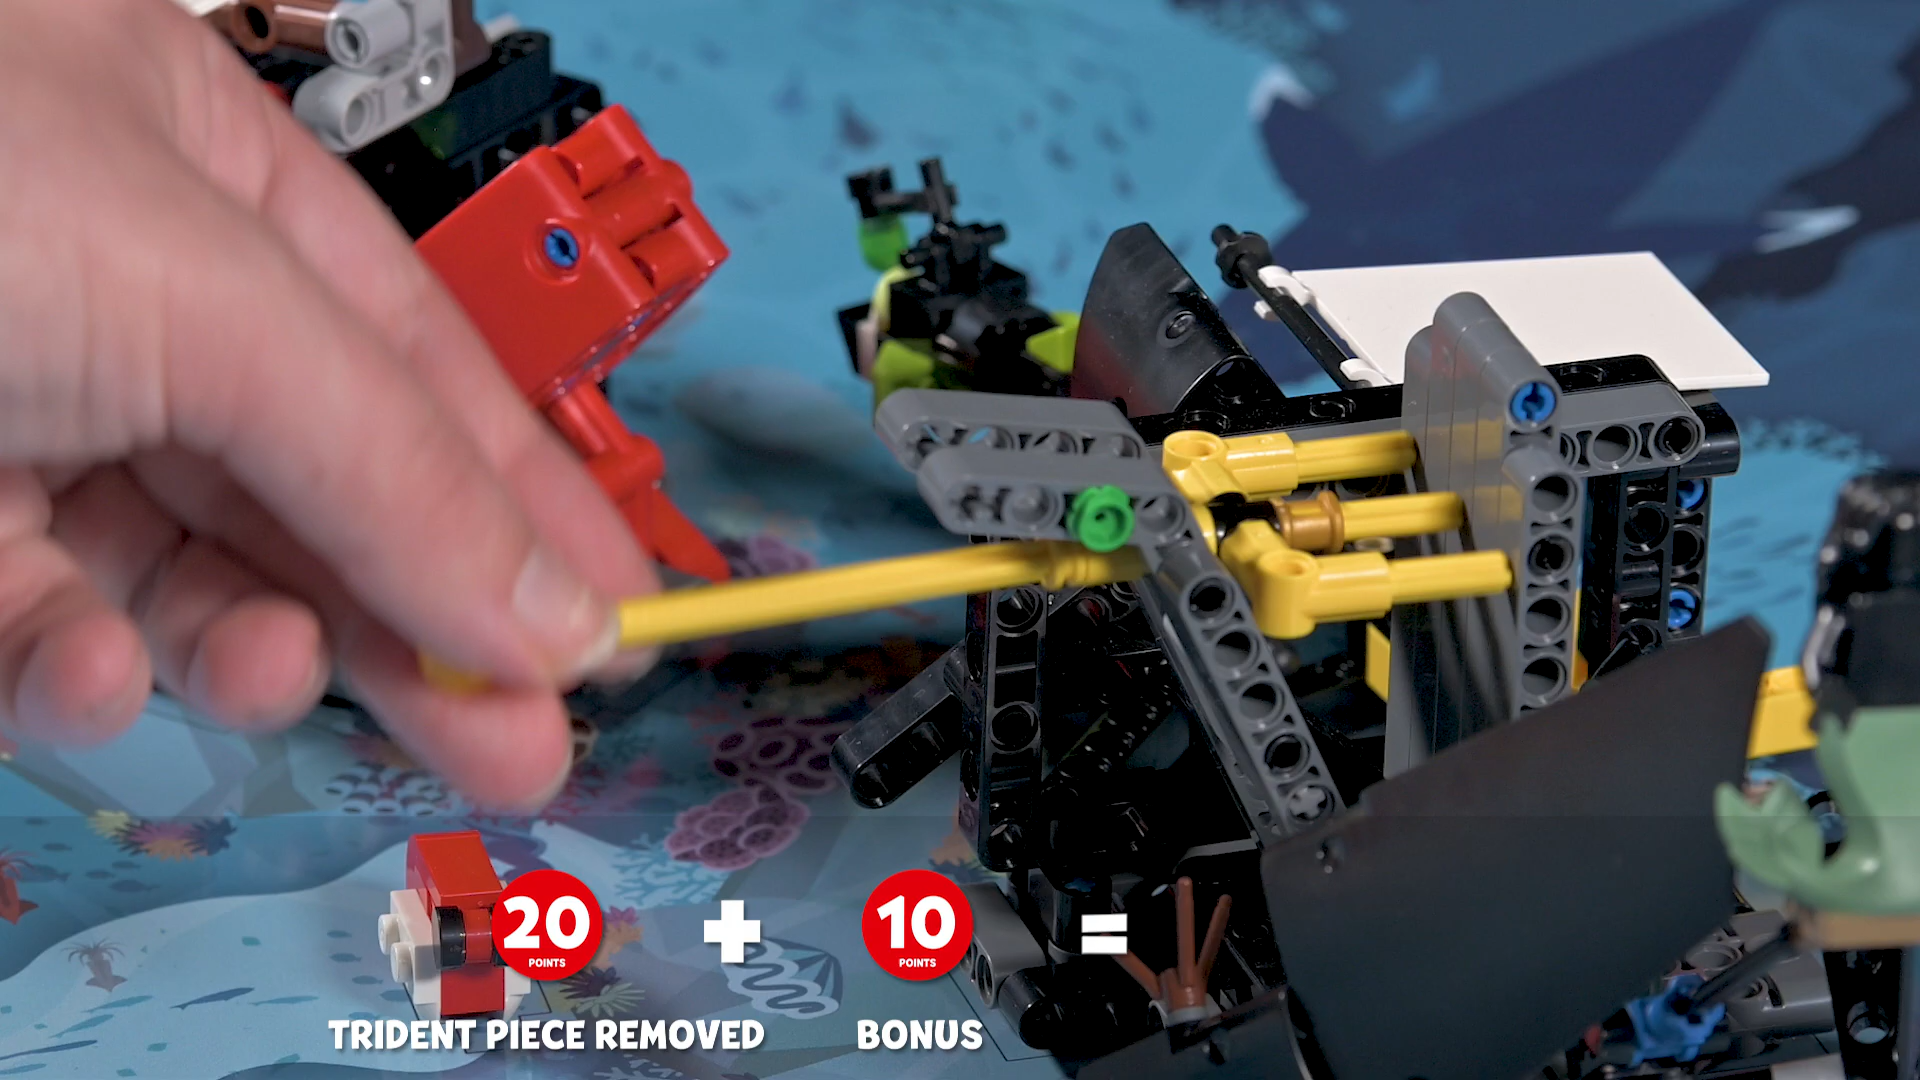 20
POINTS
+
10
POINTS
=
TRIDENT PIECE REMOVED
BONUS